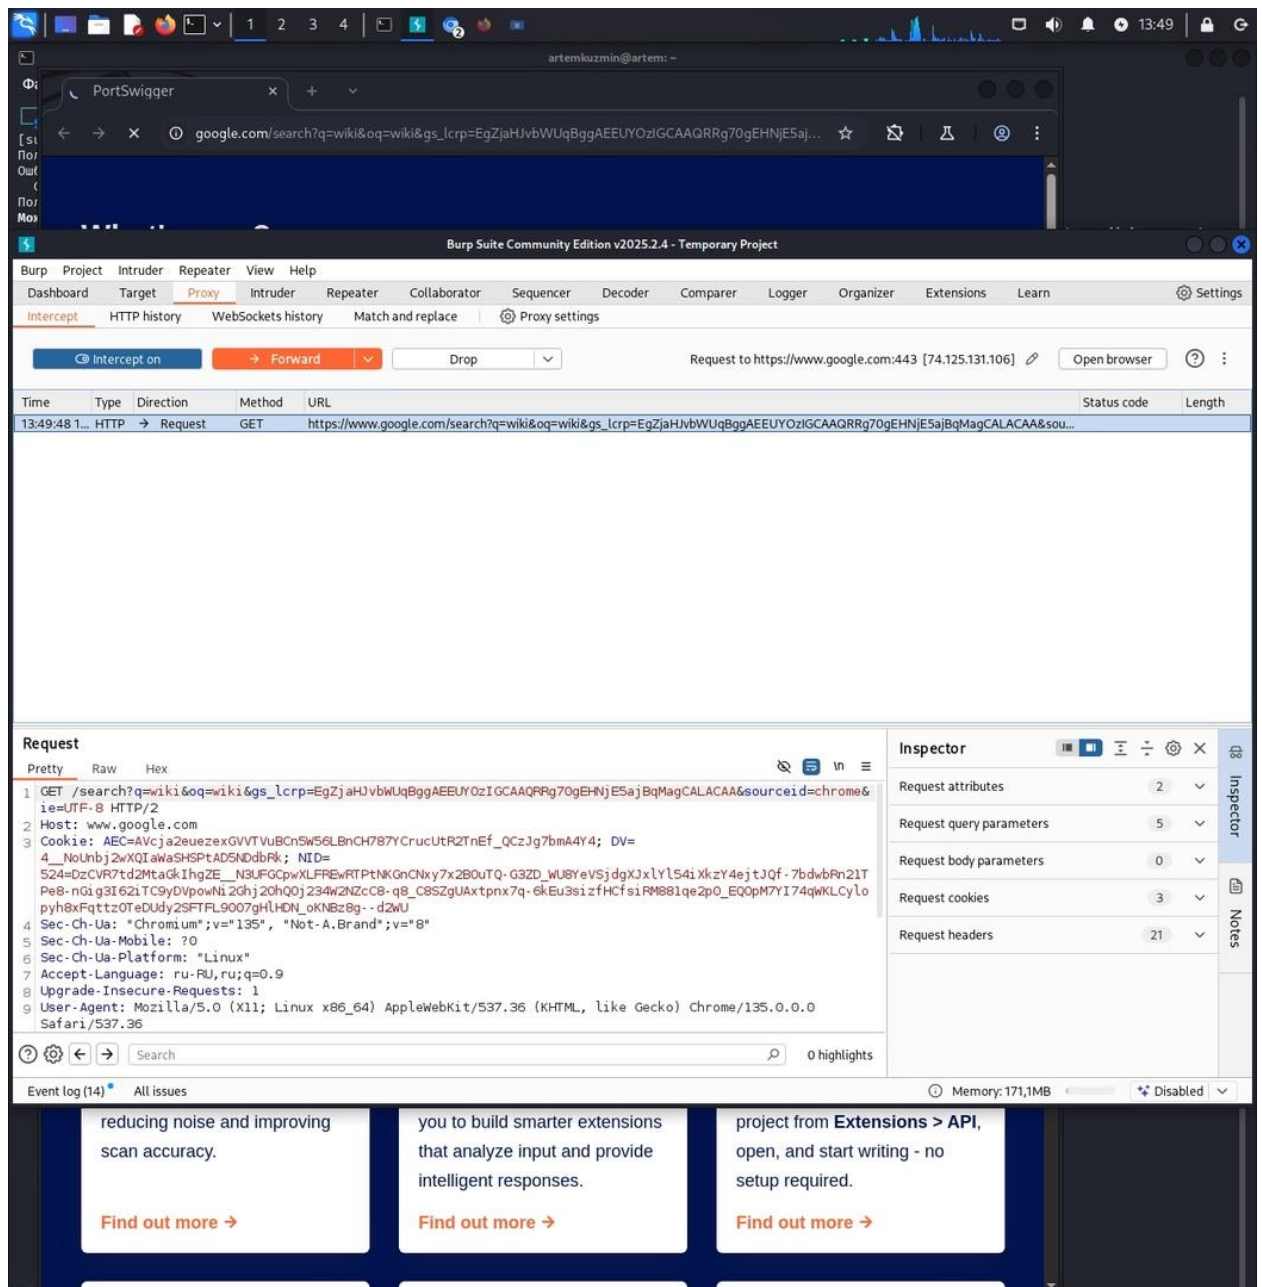 1 2 3 4 2 13:49
artemkuzmin@artem: ~
PortSwigger
google.com/search?q=wiki&oq=wiki&gs_lcrp=EgZjaHJvbWUqBggAEEUYOzIGCAAQRRg70gEHNjE5aj...
Burp Suite Community Edition v2025.2.4 - Temporary Project
Burp Project Intruder Repeater View Help
Dashboard Target Proxy Intruder Repeater Collaborator Sequencer Decoder Comparer Logger Organizer Extensions Learn Settings
Intercept HTTP history WebSockets history Match and replace Proxy settings
Intercept on → Forward Drop Request to https://www.google.com:443 [74.125.131.106] Open browser
Time Type Direction Method URL Status code Length
13:49:48 1... HTTP → Request GET https://www.google.com/search?q=wiki&oq=wiki&gs_lcrp=EgZjaHJvbWUqBggAEEUYOzIGCAAQRRg70gEHNjE5ajBqMagCALACAA&sou...
Request
Pretty Raw Hex \n
1 GET /search?q=wiki&oq=wiki&gs_lcrp=EgZjaHJvbWUqBggAEEUYOzIGCAAQRRg70gEHNjE5ajBqMagCALACAA&sourceid=chrome&
ie=UTF-8 HTTP/2
2 Host: www.google.com
3 Cookie: AEC=AVcja2euezexGVVTVuBCn5W56LBnCH787YCrucUtR2TnEf_QCzJg7bmA4Y4; DV=
4__NoUnbj2wXQIaWaSHSPtAD5NDdbRk; NID=
524=DzCVR7td2MtaGkIhgZE__N3UFGCpwXLFREwRTPtNKGnCNxy7x2BOuTQ-G3ZD_WU8YeVSjdgXJxlYl54iXkzY4ejtJQf-7bdwbRn21T
Pe8-nGig3I62iTC9yDVpowNi2Ghj2OhQOj234W2NZcC8-q8_C8SZgUAxtpnx7q-6kEu3sizfHCfsiRM881qe2pO_EQOpM7YI74qWKLCylo
pyh8xFqttzOTeDUdy2SFTFL9OO7gHlHDN_oKNBz8g--d2WU
4 Sec-Ch-Ua: "Chromium";v="135", "Not-A.Brand";v="8"
5 Sec-Ch-Ua-Mobile: ?0
6 Sec-Ch-Ua-Platform: "Linux"
7 Accept-Language: ru-RU,ru;q=0.9
8 Upgrade-Insecure-Requests: 1
9 User-Agent: Mozilla/5.0 (X11; Linux x86_64) AppleWebKit/537.36 (KHTML, like Gecko) Chrome/135.0.0.0
Safari/537.36
Search 0 highlights
Inspector
Request attributes 2
Request query parameters 5
Request body parameters 0
Request cookies 3
Request headers 21
Inspector
Notes
Event log (14) All issues Memory: 171,1MB Disabled
reducing noise and improving
scan accuracy.
Find out more →
you to build smarter extensions
that analyze input and provide
intelligent responses.
Find out more →
project from Extensions > API,
open, and start writing - no
setup required.
Find out more →